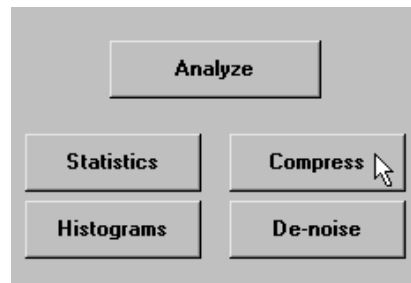 Analyze
Statistics
Compress
Histograms
De-noise